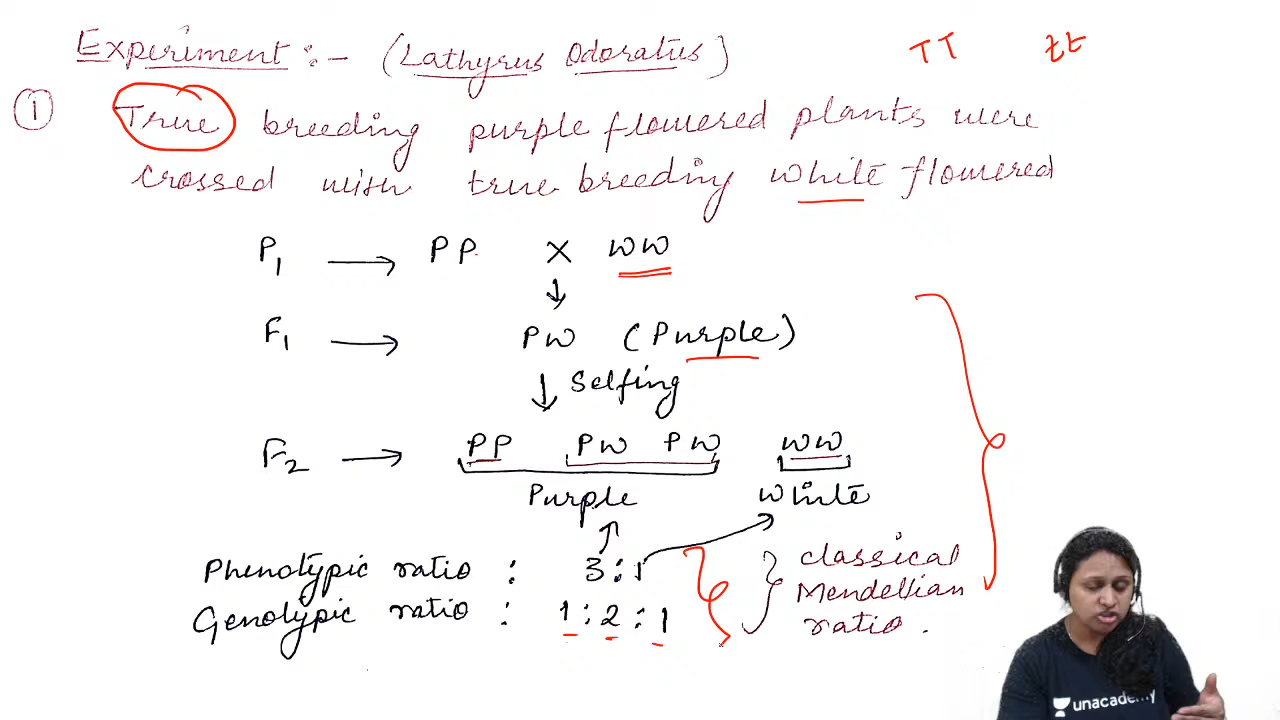 Experiment :- (Lathyrus Odoratus)
TT tt
① True breeding purple flowered plants were
crossed with true breeding white flowered
P1 → PP X WW
↓
F1 → PW (Purple)
↓ Selfing
F2 → PP PW PW WW
Purple White
Phenotypic ratio : 3:1
Genotypic ratio : 1:2:1
classical
Mendellian
ratio.
unacademy